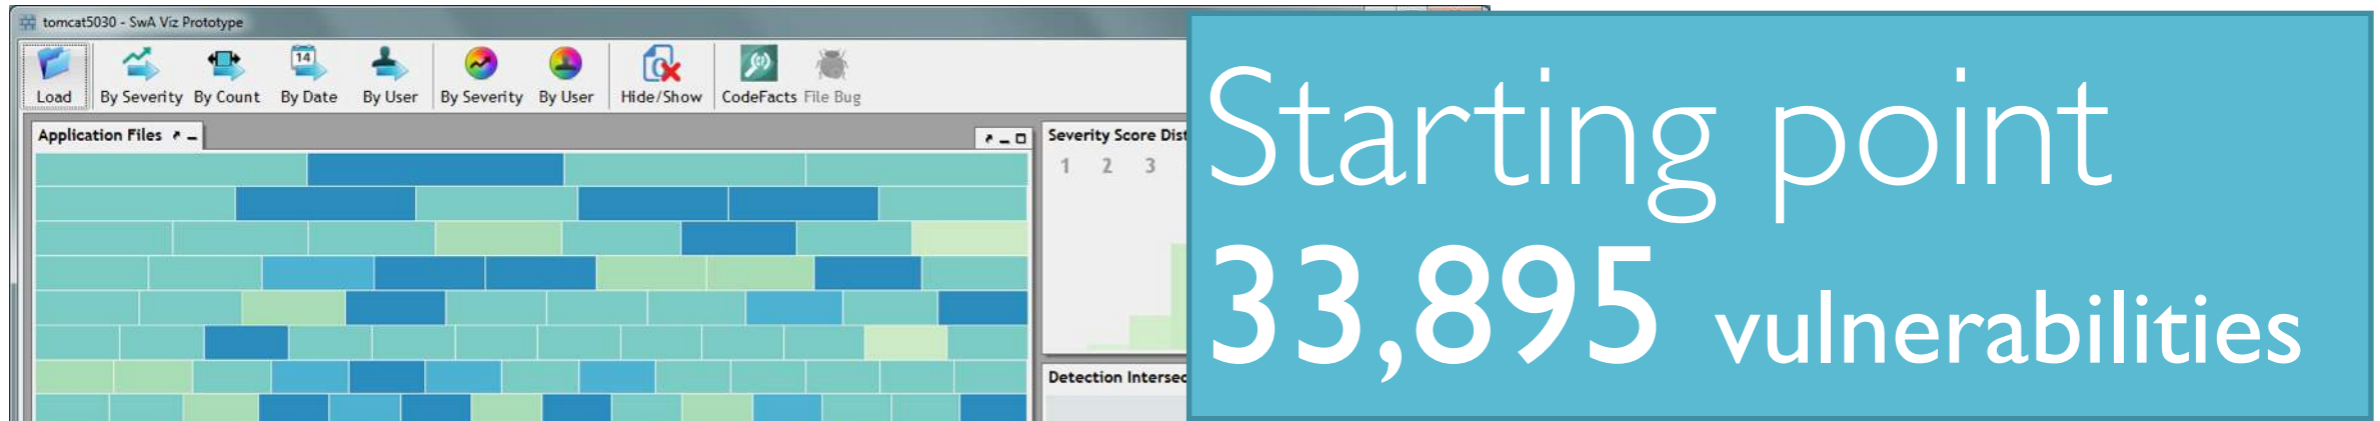 tomcat5030 - SwA Viz Prototype
14
Load By Severity By Count By Date By User By Severity By User Hide/Show CodeFacts File Bug
Application Files
Severity Score Dist
1 2 3
Detection Intersec
Starting point
33,895 vulnerabilities